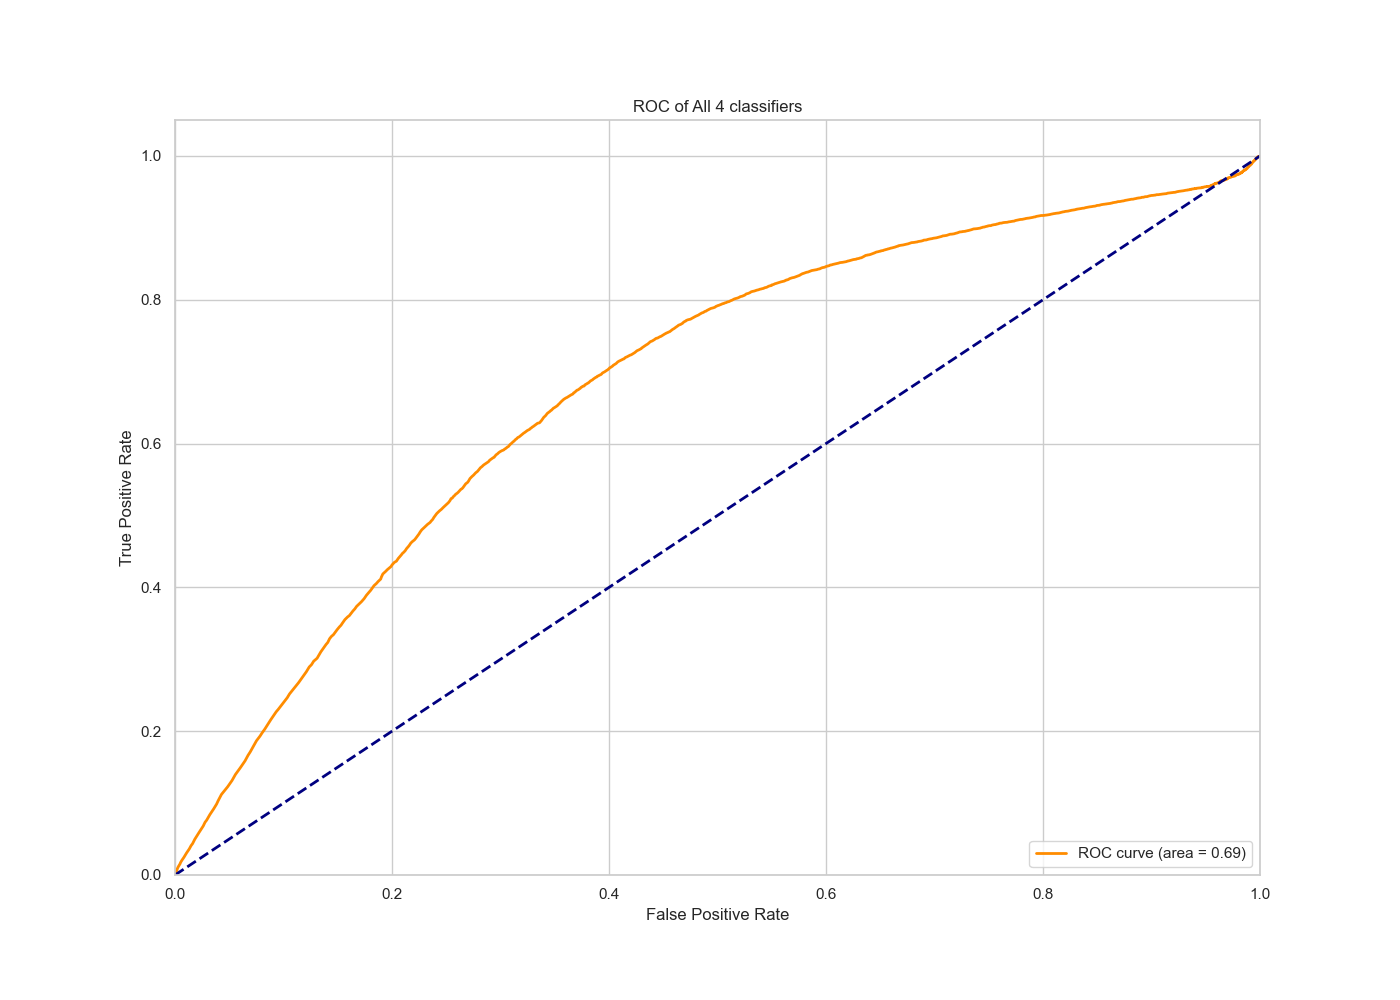 ROC of All 4 classifiers
1.0
0.8
0.6
0.4
0.2
0.0
True Positive Rate
ROC curve (area = 0.69)
0.0 0.2 0.4 0.6 0.8 1.0
False Positive Rate